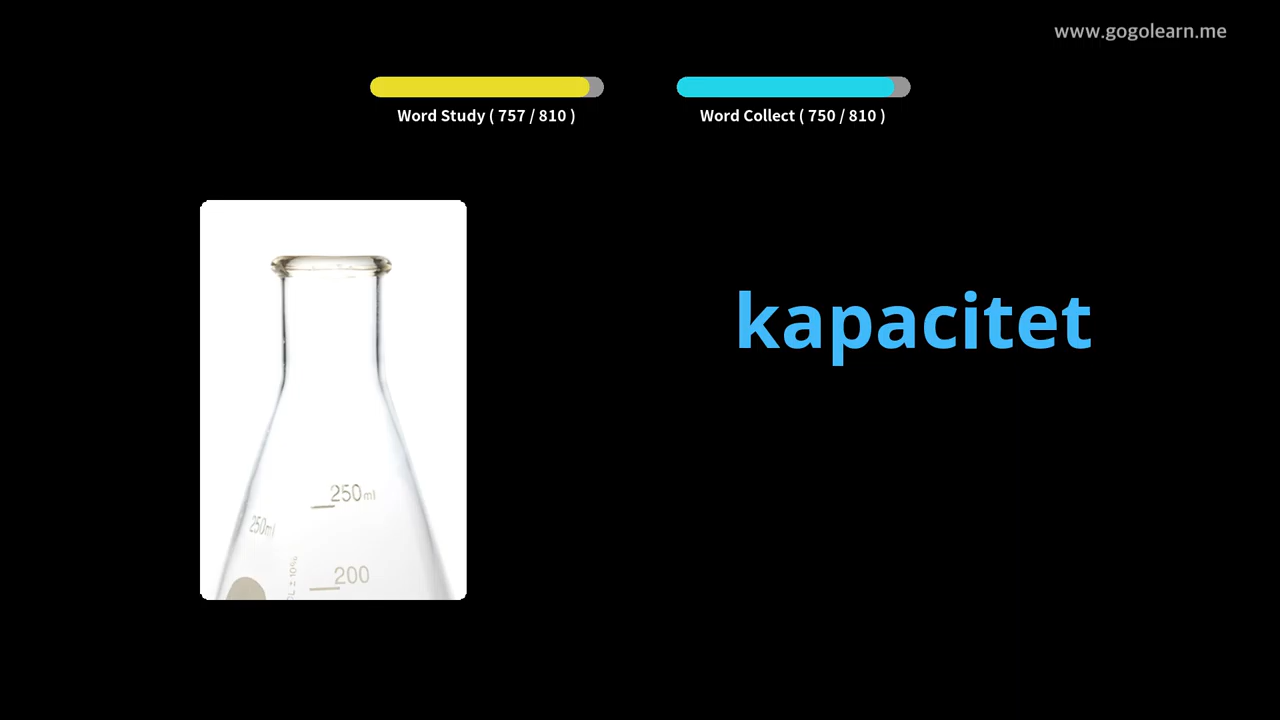 www.gogolearn.me
Word Study ( 757 / 810 )
Word Collect ( 750 / 810 )
kapacitet
250ml
250ml
200